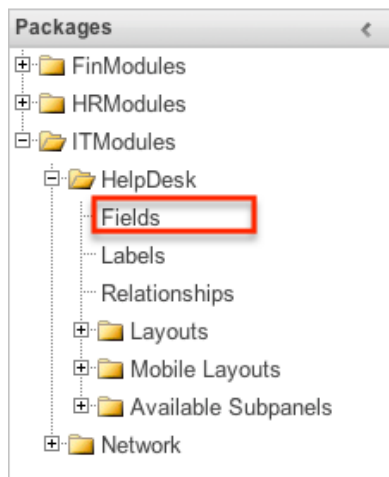 Packages
FinModules
HRModules
ITModules
HelpDesk
Fields
Labels
Relationships
Layouts
Mobile Layouts
Available Subpanels
Network